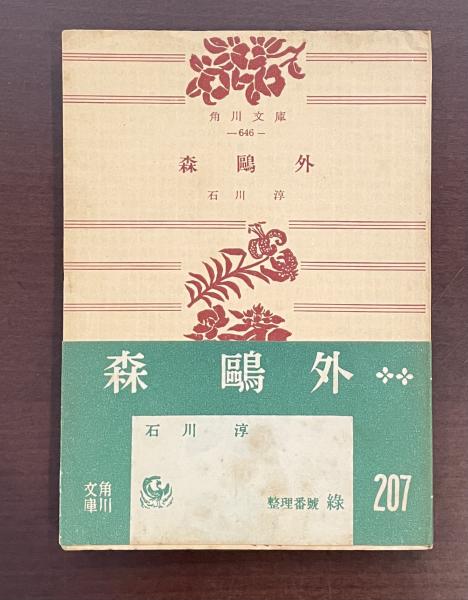 角川文庫
—646—
森鷗外
石川淳
森鷗外
石川淳
角川文庫
整理番號 綠 207